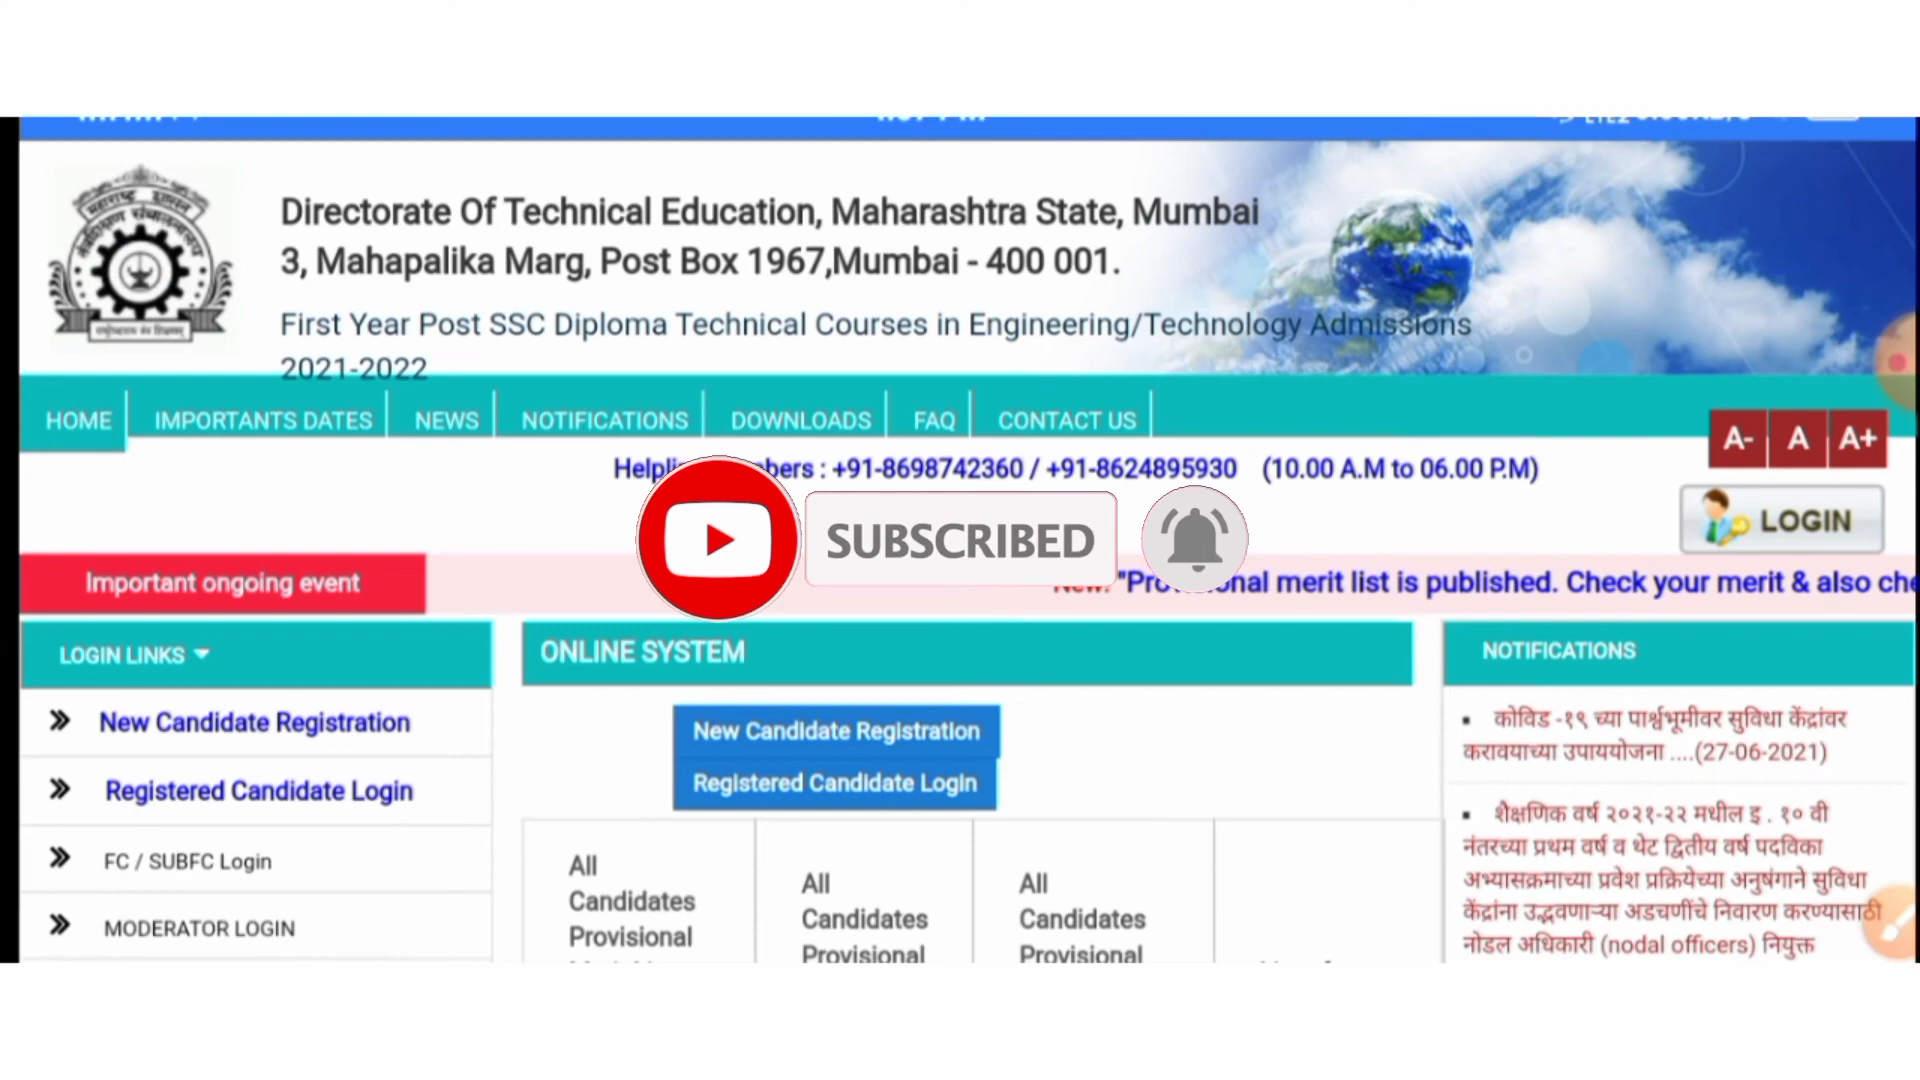 Directorate Of Technical Education, Maharashtra State, Mumbai
3, Mahapalika Marg, Post Box 1967,Mumbai - 400 001.
First Year Post SSC Diploma Technical Courses in Engineering/Technology Admissions
2021-2022
HOME IMPORTANTS DATES NEWS NOTIFICATIONS DOWNLOADS FAQ CONTACT US
A- A A+
: +91-8698742360 / +91-8624895930 (10.00 A.M to 06.00 P.M)
LOGIN
SUBSCRIBED
Important ongoing event
merit list is published. Check your merit & also
LOGIN LINKS
New Candidate Registration
Registered Candidate Login
FC / SUBFC Login
MODERATOR LOGIN
ONLINE SYSTEM
New Candidate Registration
Registered Candidate Login
All
Candidates
Provisional
All
Candidates
Provisional
All
Candidates
Provisional
NOTIFICATIONS
कोविड -१९ च्या पार्श्वभूमीवर सुविधा केंद्रांवर
करावयाच्या उपाययोजना ....(27-06-2021)
शैक्षणिक वर्ष २०२१-२२ मधील इ . १० वी
नंतरच्या प्रथम वर्ष व थेट द्वितीय वर्ष पदविका
अभ्यासक्रमाच्या प्रवेश प्रक्रियेच्या अनुषंगाने सुविधा
केंद्रांना उद्भवणाऱ्या अडचणींचे निवारण करण्यासाठी
नोडल अधिकारी (nodal officers) नियुक्त